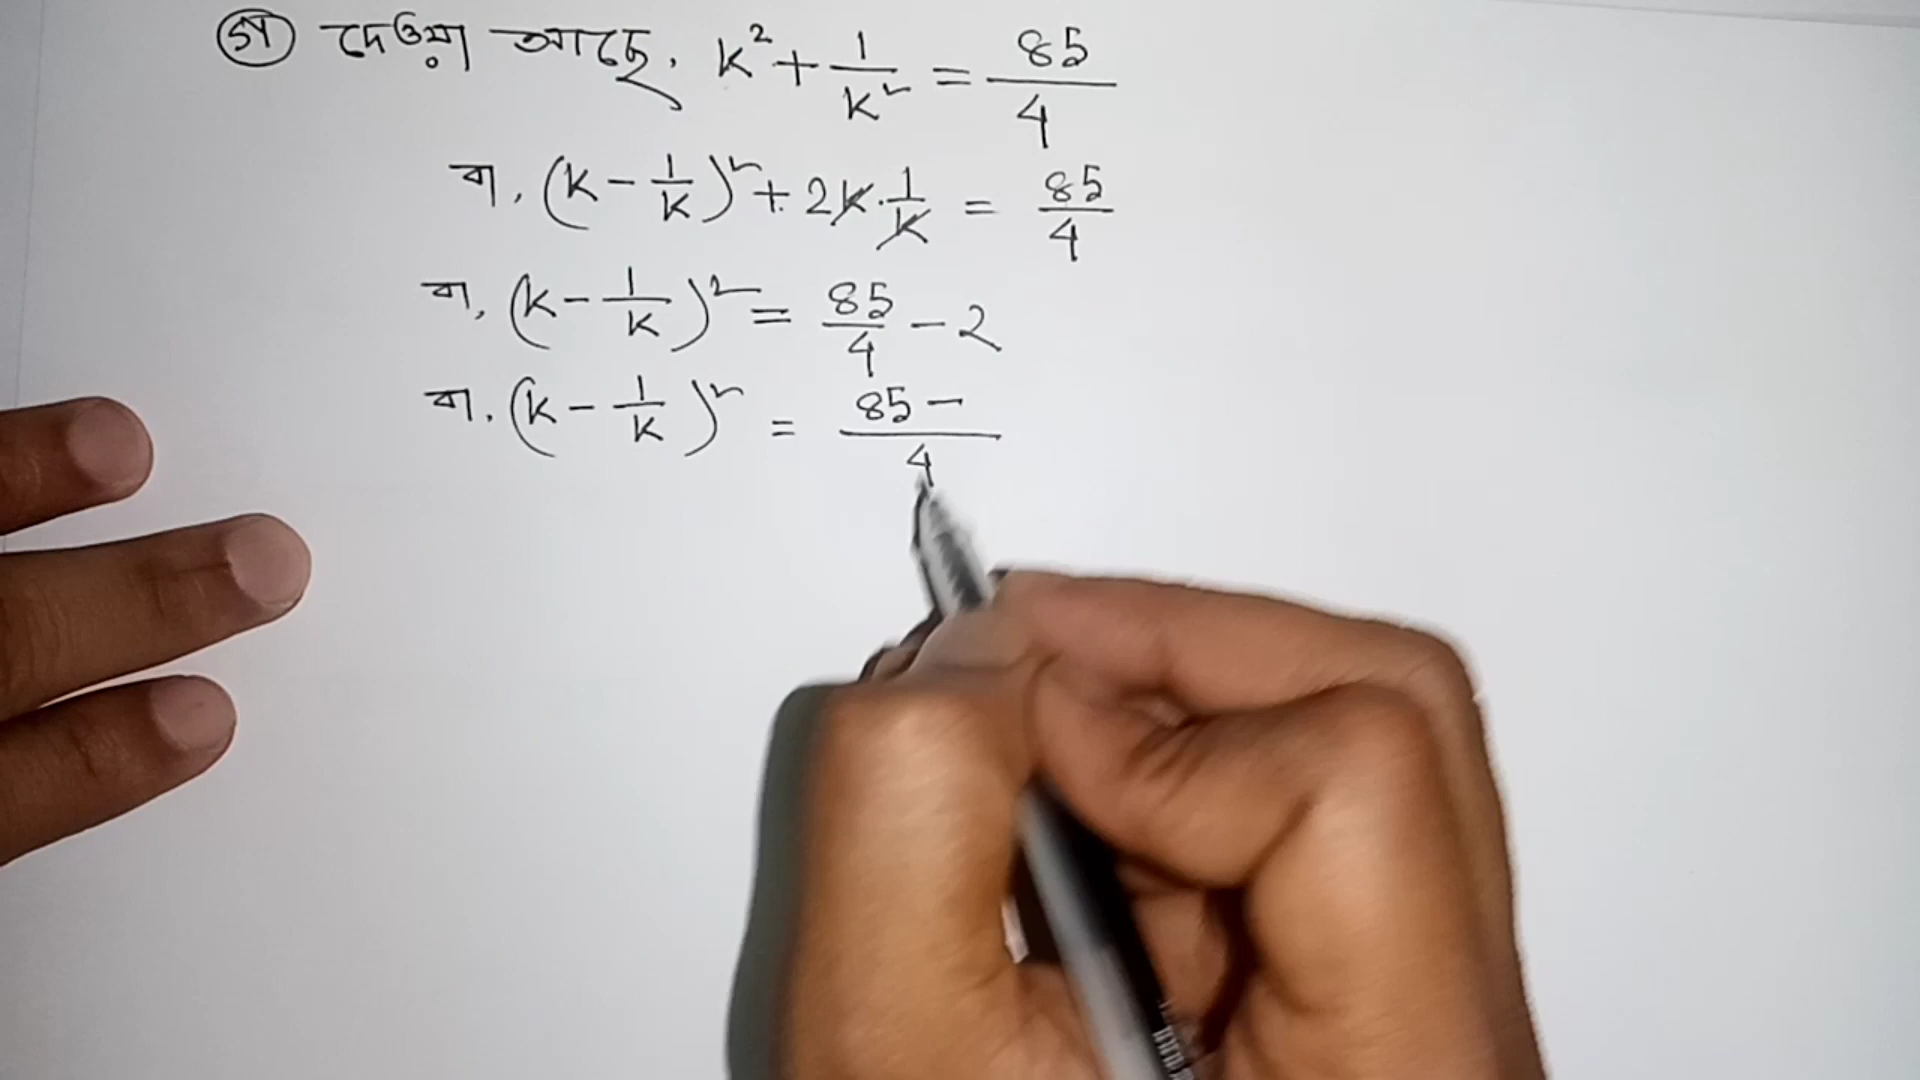 ১৭ দেওয়া আছে, k² + 1/k² = 85/4
বা, (k - 1/k)² + 2k·1/k = 85/4
বা, (k - 1/k)² = 85/4 - 2
বা, (k - 1/k)² = 85 - /4